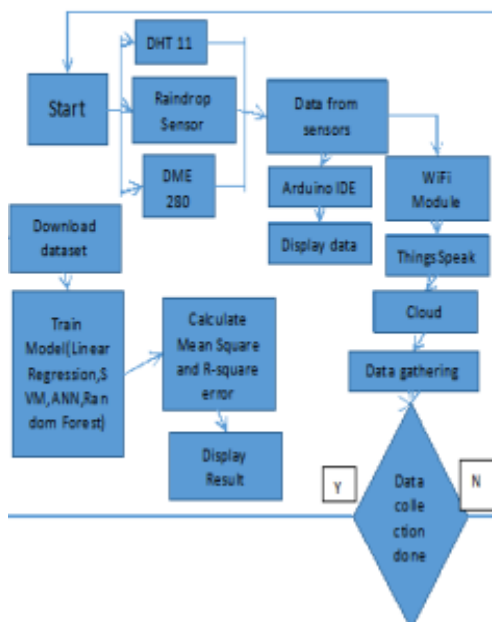 Start
DHT 11
Raindrop
Sensor
DME
280
Data from
sensors
Arduino IDE
Display data
WiFi
Module
ThingsSpeak
Cloud
Data gathering
Data
colle
ction
done
Y
N
Download
dataset
Train
Model(Linear
Regression,S
VM,ANN,Ran
dom Forest)
Calculate
Mean Square
and R-square
error
Display
Result